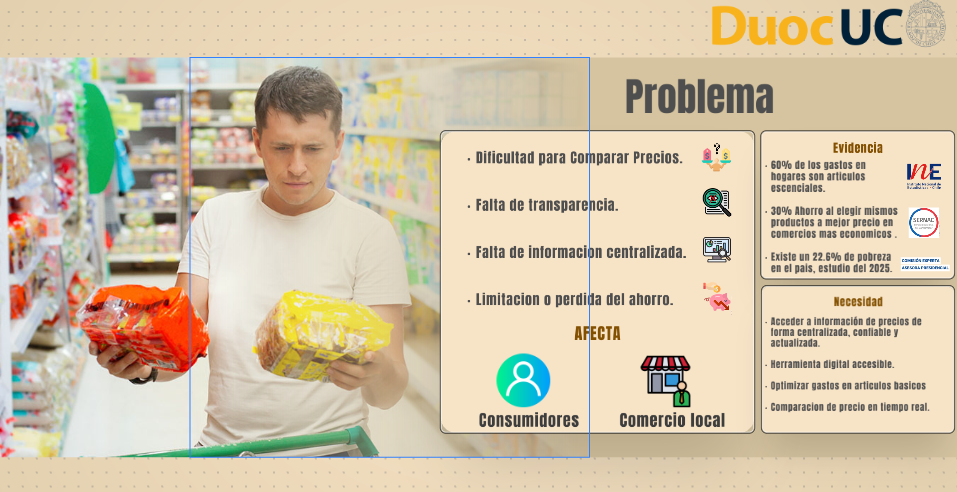 Duoc UC
Problema
· Dificultad para Comparar Precios.
· Falta de transparencia.
· Falta de informacion centralizada.
· Limitacion o perdida del ahorro.
AFECTA
Consumidores
Comercio local
Evidencia
· 60% de los gastos en
hogares son articulos
escenciales.
INE
· 30% Ahorro al elegir mismos
productos a mejor precio en
comercios mas economicos .
SERNAC
· Existe un 22.6% de pobreza
en el pais, estudio del 2025.
COMISIÓN EXPERTA
ASESORA PRESIDENCIAL
Necesidad
· Acceder a información de precios de
forma centralizada, confiable y
actualizada.
· Herramienta digital accesible.
· Optimizar gastos en articulos basicos
· Comparacion de precio en tiempo real.